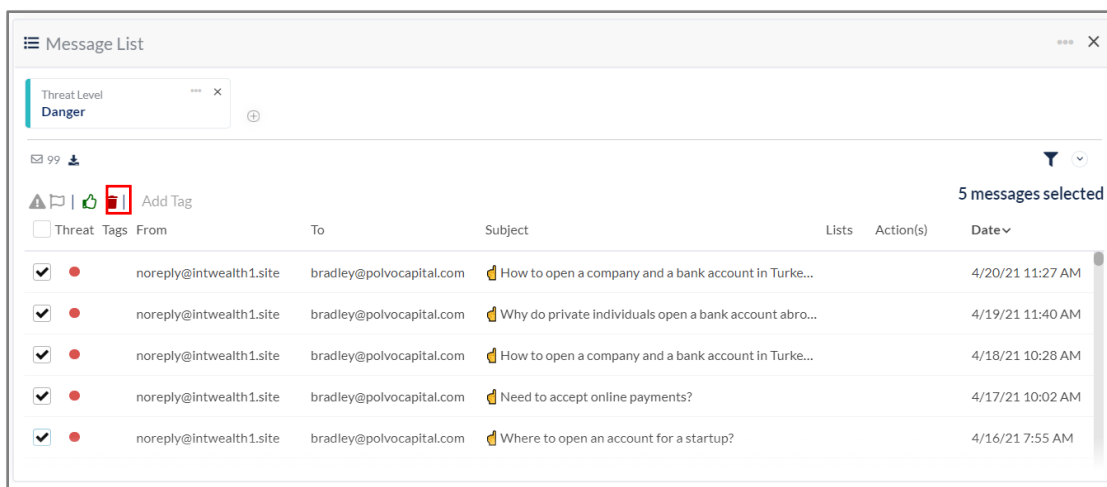 Message List
Threat Level
Danger
99
Add Tag
5 messages selected
Threat Tags From To Subject Lists Action(s) Date
noreply@intwealth1.site bradley@polvocapital.com ☝How to open a company and a bank account in Turke... 4/20/21 11:27 AM
noreply@intwealth1.site bradley@polvocapital.com ☝Why do private individuals open a bank account abro... 4/19/21 11:40 AM
noreply@intwealth1.site bradley@polvocapital.com ☝How to open a company and a bank account in Turke... 4/18/21 10:28 AM
noreply@intwealth1.site bradley@polvocapital.com ☝Need to accept online payments? 4/17/21 10:02 AM
noreply@intwealth1.site bradley@polvocapital.com ☝Where to open an account for a startup? 4/16/21 7:55 AM